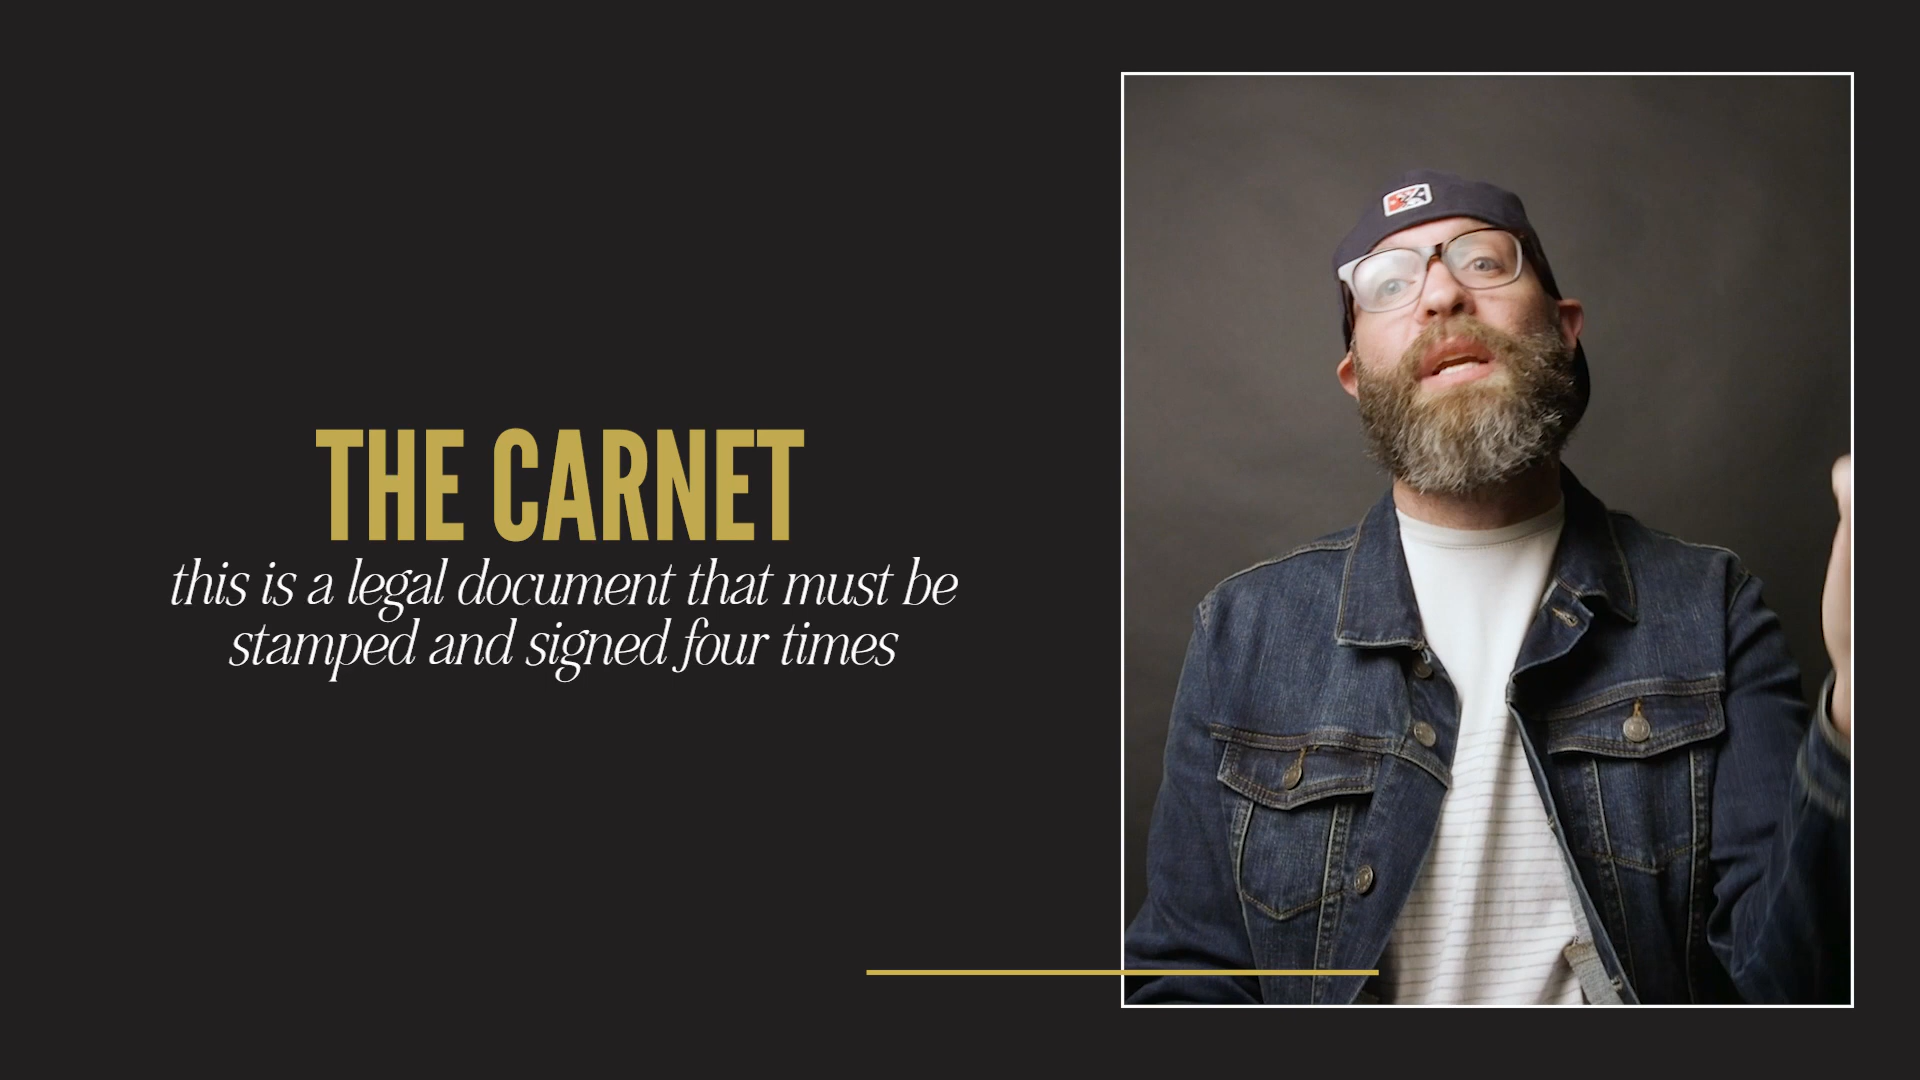 THE CARNET
this is a legal document that must be
stamped and signed four times